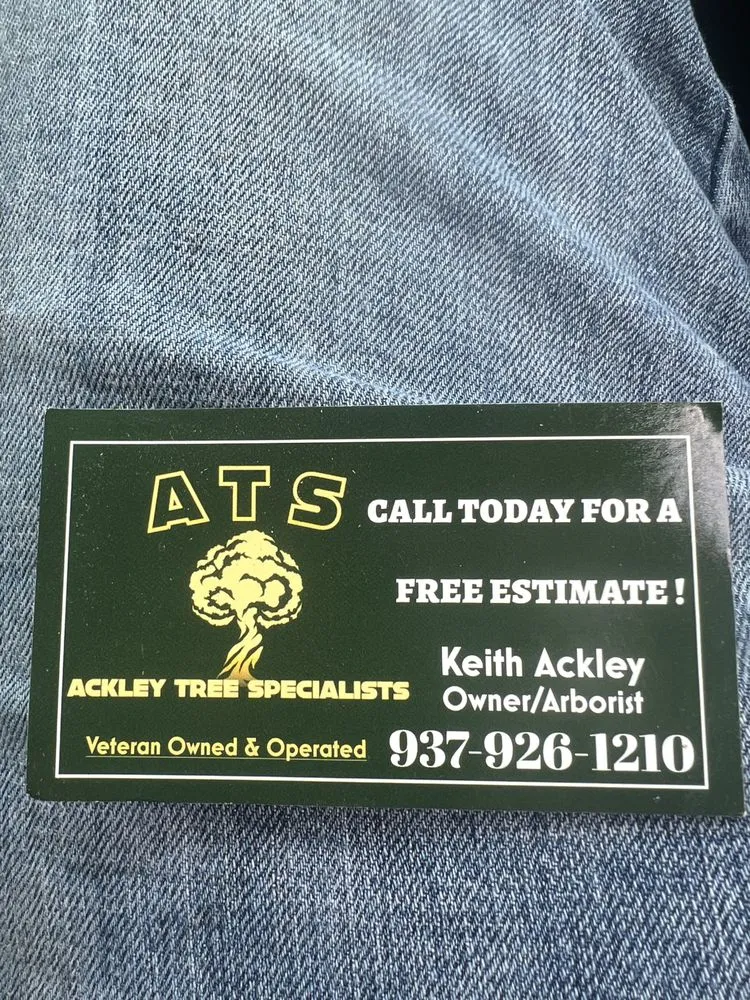 ATS
ACKLEY TREE SPECIALISTS
Veteran Owned & Operated
CALL TODAY FOR A
FREE ESTIMATE !
Keith Ackley
Owner/Arborist
937-926-1210